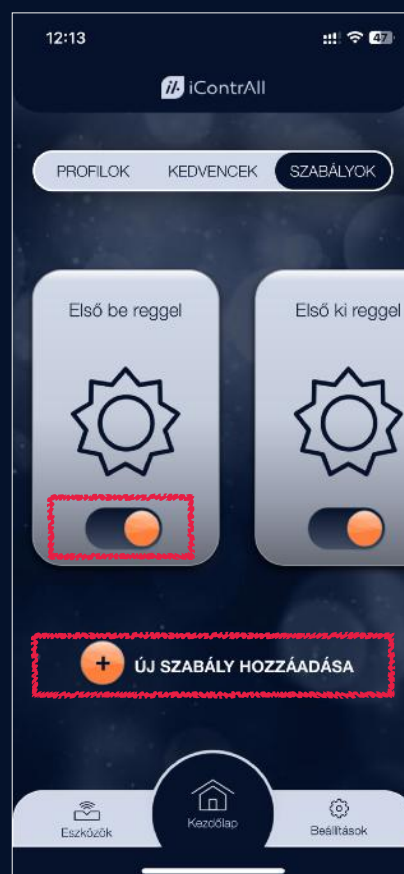 12:13 47
iContrAll
PROFILOK KEDVENCEK SZABÁLYOK
Első be reggel Első ki reggel
ÚJ SZABÁLY HOZZÁADÁSA
Eszközök Kezdőlap Beállítások